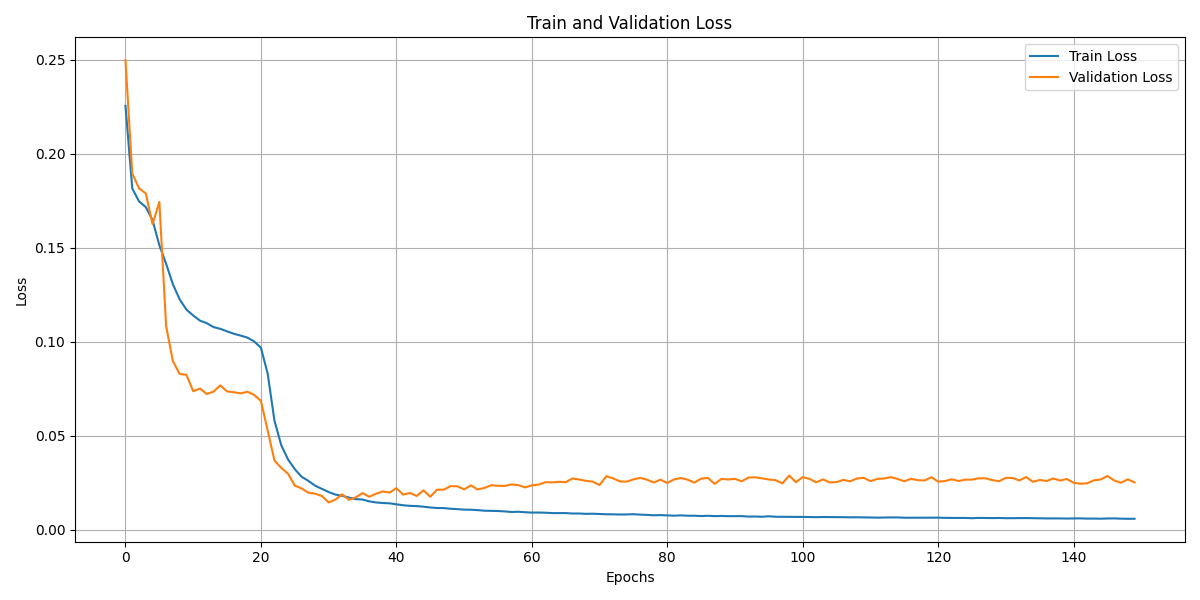 Train and Validation Loss
Train Loss
Validation Loss
0.25
0.20
0.15
0.10
0.05
0.00
Loss
0 20 40 60 80 100 120 140
Epochs